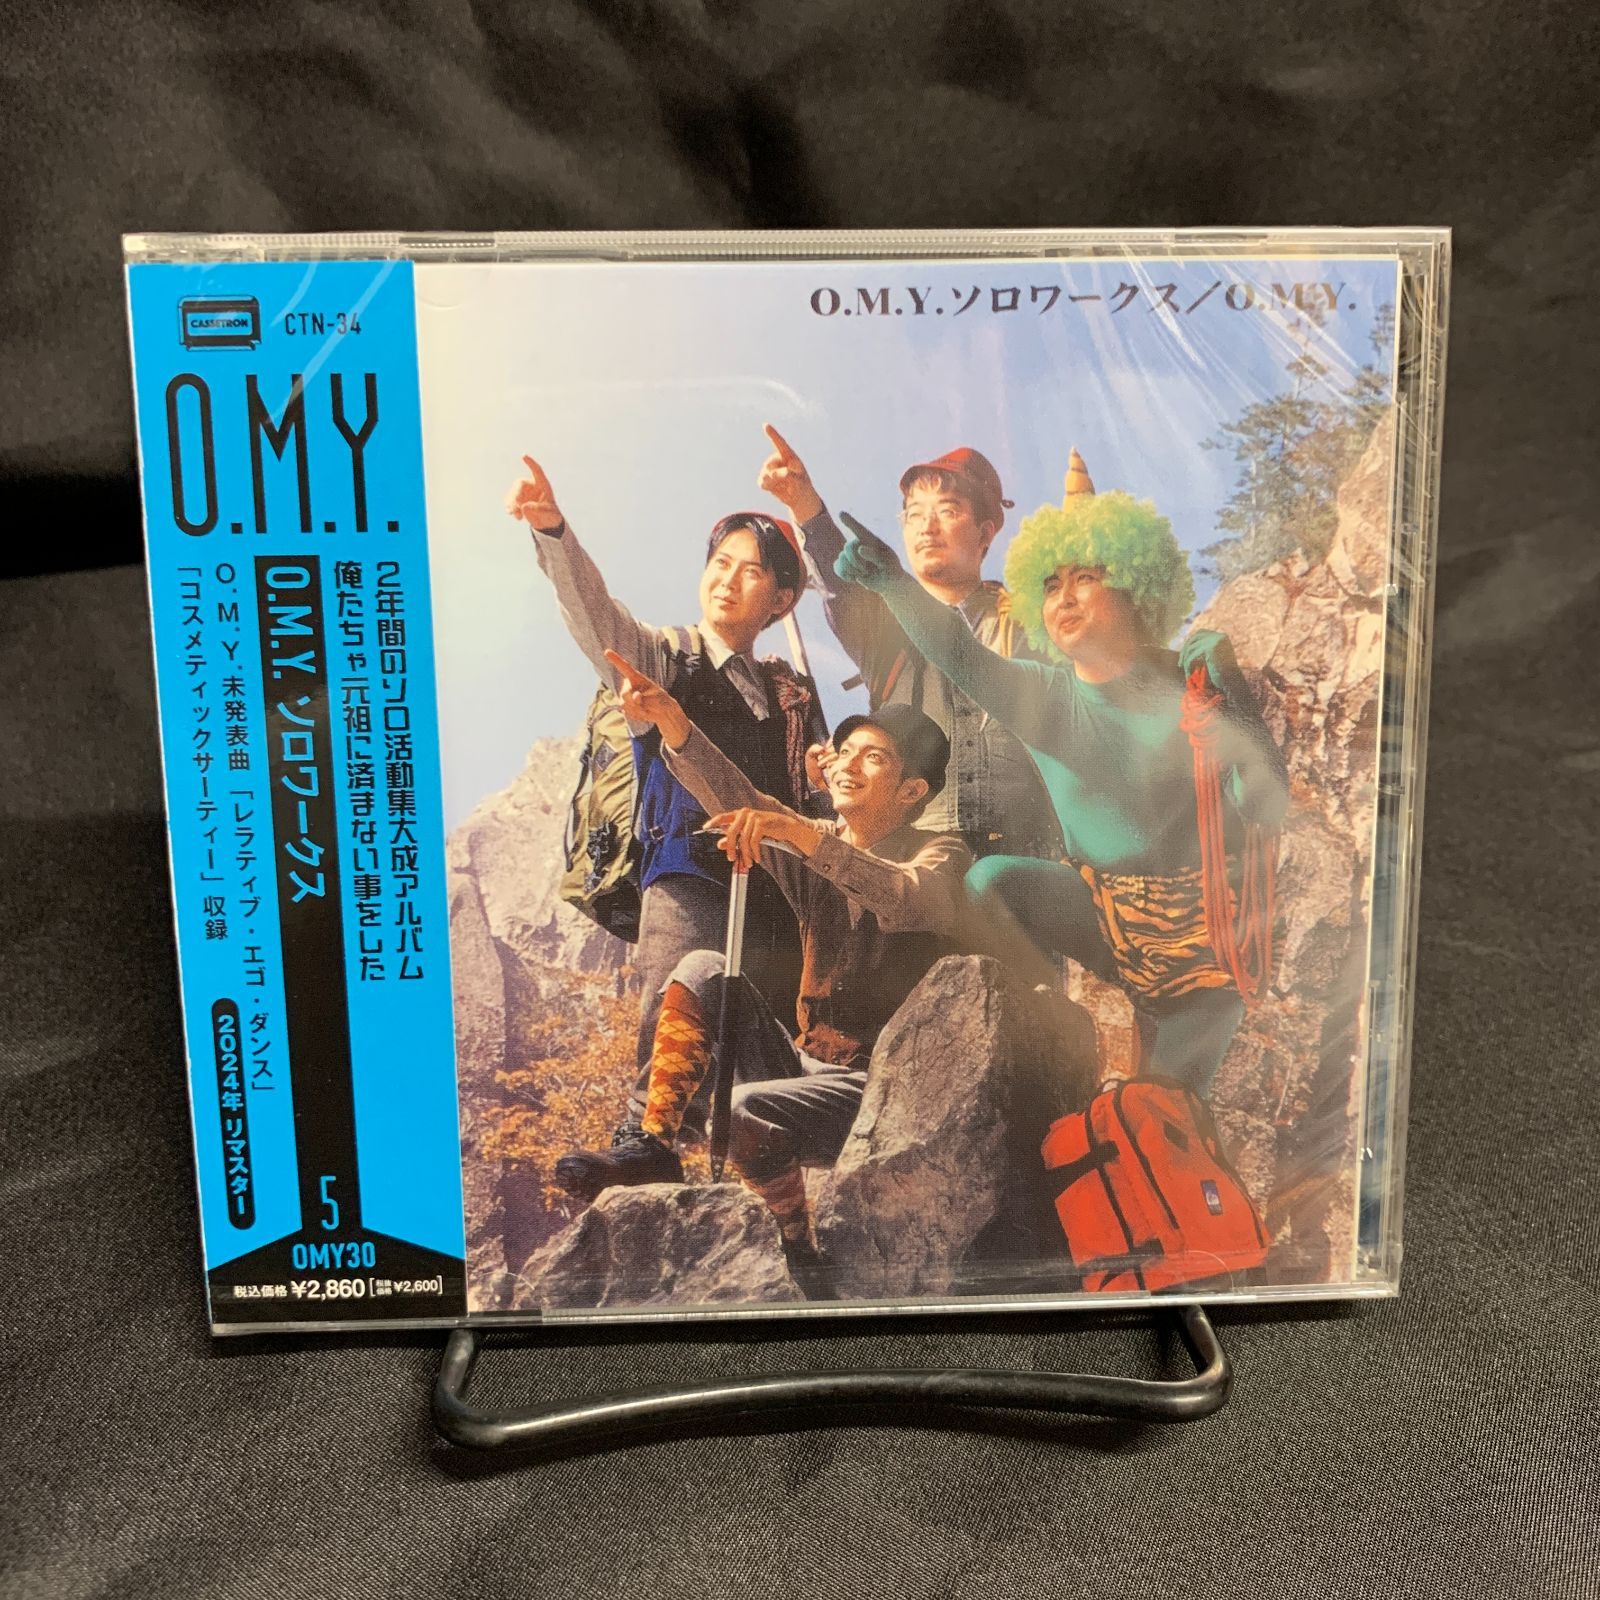 CASSETRON
CTN-34
O.M.Y.
2年間のソロ活動集大成アルバム
俺たちゃ元祖に済まない事をした
O.M.Y. ソロワークス
O.M.Y.未発表曲「レラティブ・エゴ・ダンス」
「コスメティックサーティー」収録
2024年 リマスター
5
OMY30
税込価格 ¥2,860[税抜価格 ¥2,600]
O.M.Y.ソロワークス／O.M.Y.